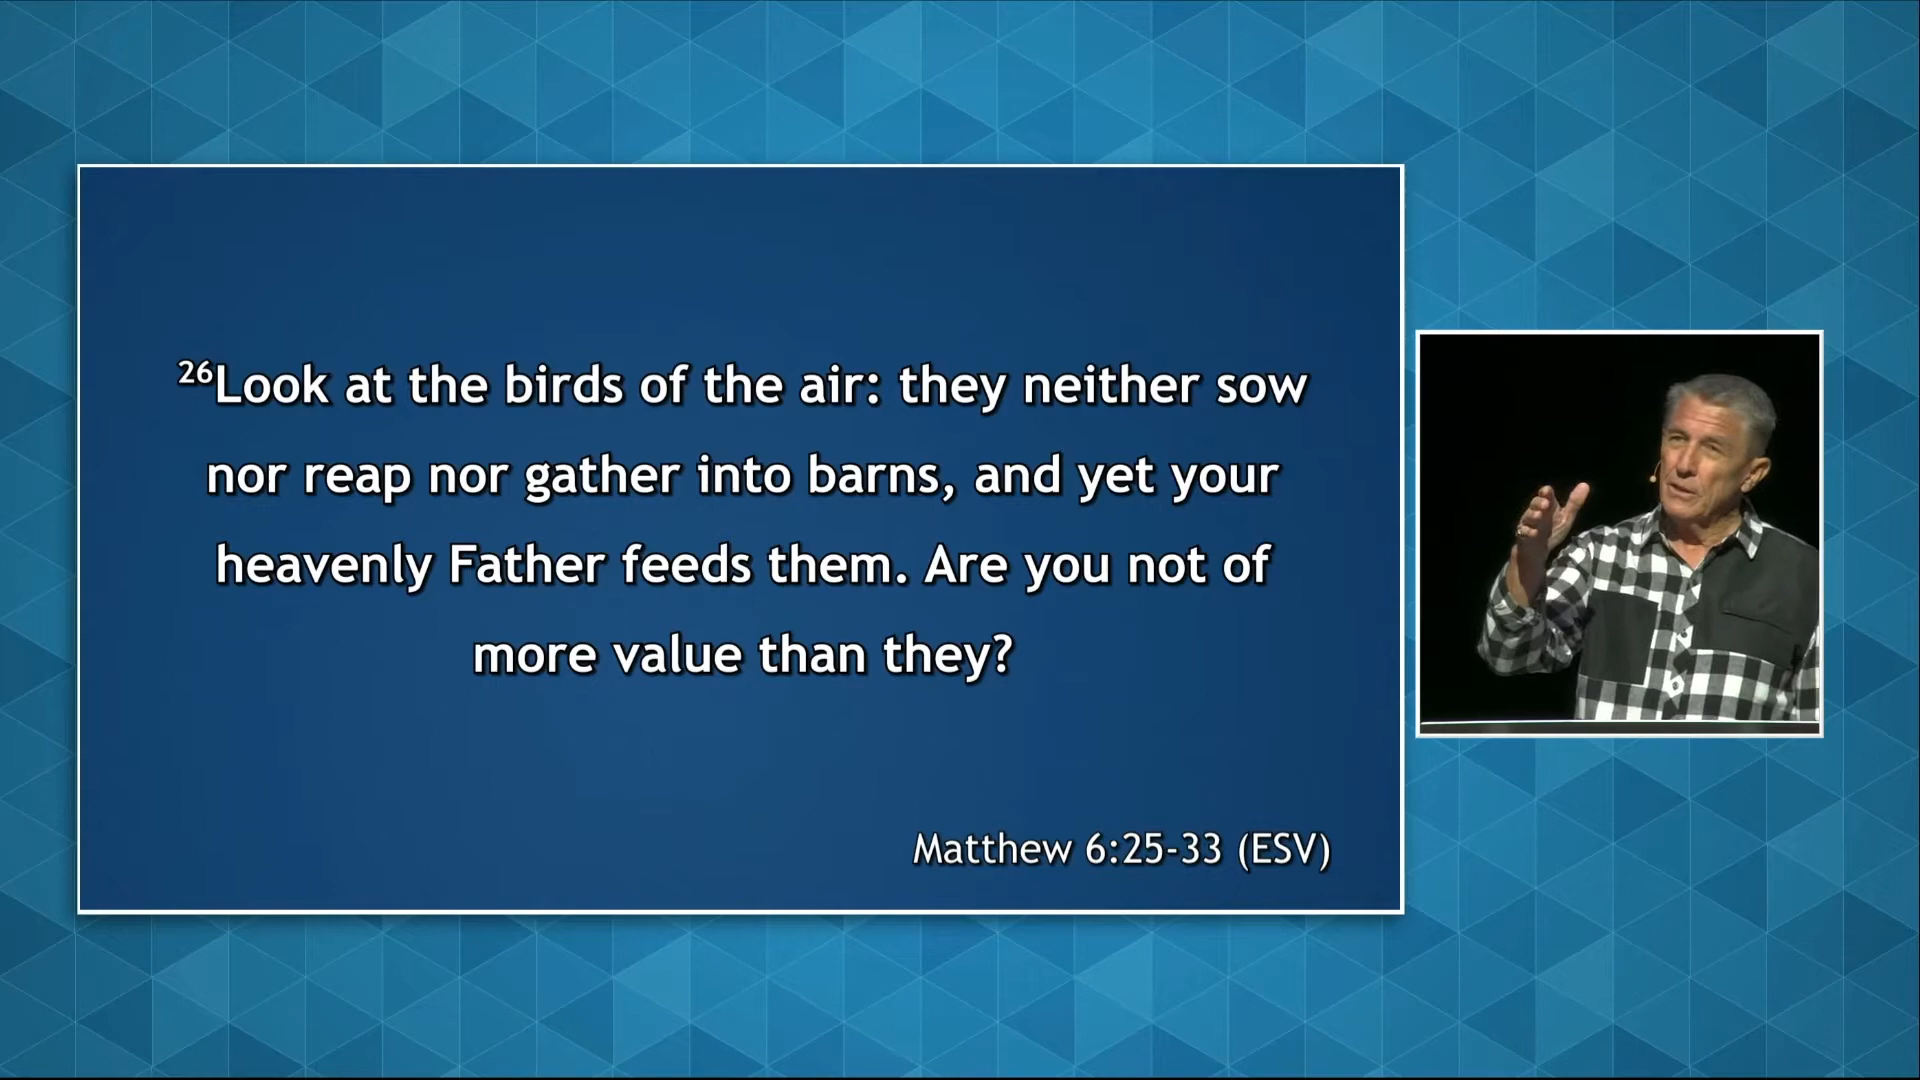 26Look at the birds of the air: they neither sow
nor reap nor gather into barns, and yet your
heavenly Father feeds them. Are you not of
more value than they?
Matthew 6:25-33 (ESV)